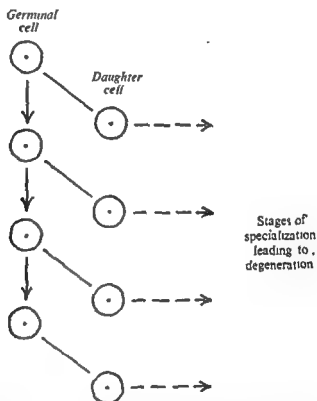 Germinal
cell
Daughter
cell
Stages of
specialization
leading to .
degeneration